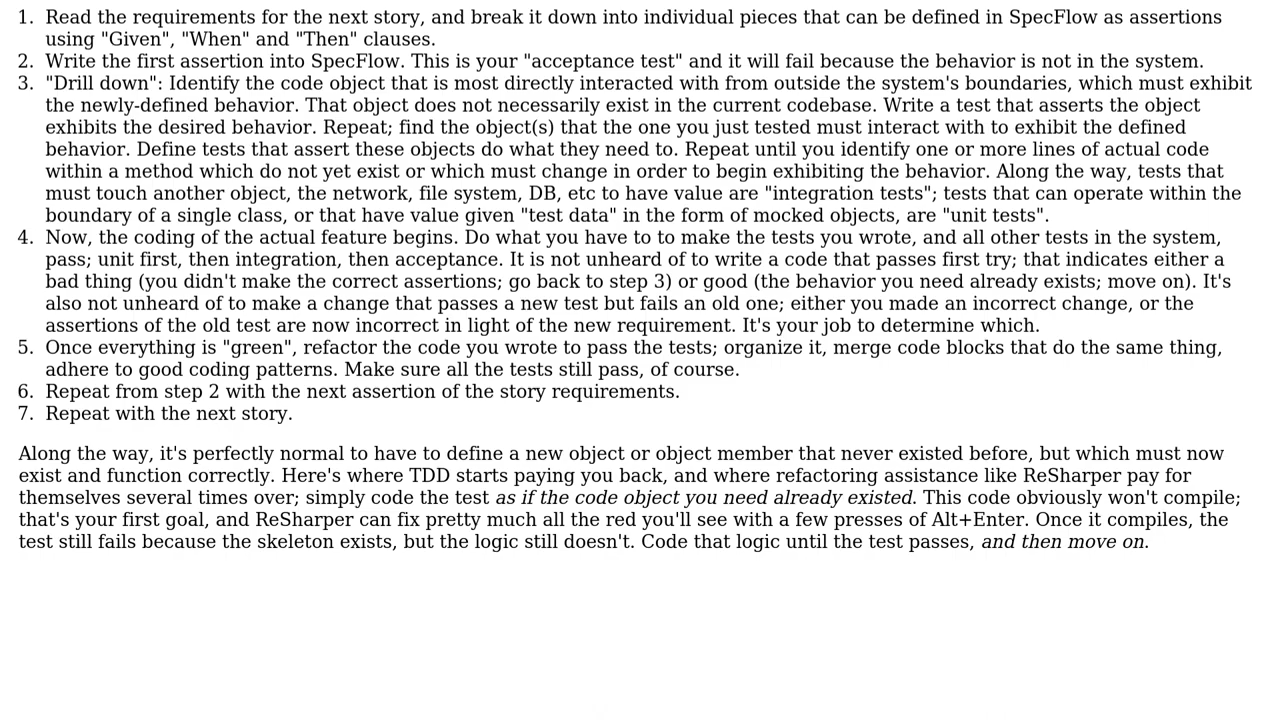 1. Read the requirements for the next story, and break it down into individual pieces that can be defined in SpecFlow as assertions
using "Given", "When" and "Then" clauses.
2. Write the first assertion into SpecFlow. This is your "acceptance test" and it will fail because the behavior is not in the system.
3. "Drill down": Identify the code object that is most directly interacted with from outside the system's boundaries, which must exhibit
the newly-defined behavior. That object does not necessarily exist in the current codebase. Write a test that asserts the object
exhibits the desired behavior. Repeat; find the object(s) that the one you just tested must interact with to exhibit the defined
behavior. Define tests that assert these objects do what they need to. Repeat until you identify one or more lines of actual code
within a method which do not yet exist or which must change in order to begin exhibiting the behavior. Along the way, tests that
must touch another object, the network, file system, DB, etc to have value are "integration tests"; tests that can operate within the
boundary of a single class, or that have value given "test data" in the form of mocked objects, are "unit tests".
4. Now, the coding of the actual feature begins. Do what you have to to make the tests you wrote, and all other tests in the system,
pass; unit first, then integration, then acceptance. It is not unheard of to write a code that passes first try; that indicates either a
bad thing (you didn't make the correct assertions; go back to step 3) or good (the behavior you need already exists; move on). It's
also not unheard of to make a change that passes a new test but fails an old one; either you made an incorrect change, or the
assertions of the old test are now incorrect in light of the new requirement. It's your job to determine which.
5. Once everything is "green", refactor the code you wrote to pass the tests; organize it, merge code blocks that do the same thing,
adhere to good coding patterns. Make sure all the tests still pass, of course.
6. Repeat from step 2 with the next assertion of the story requirements.
7. Repeat with the next story.
Along the way, it's perfectly normal to have to define a new object or object member that never existed before, but which must now
exist and function correctly. Here's where TDD starts paying you back, and where refactoring assistance like ReSharper pay for
themselves several times over; simply code the test as if the code object you need already existed. This code obviously won't compile;
that's your first goal, and ReSharper can fix pretty much all the red you'll see with a few presses of Alt+Enter. Once it compiles, the
test still fails because the skeleton exists, but the logic still doesn't. Code that logic until the test passes, and then move on.